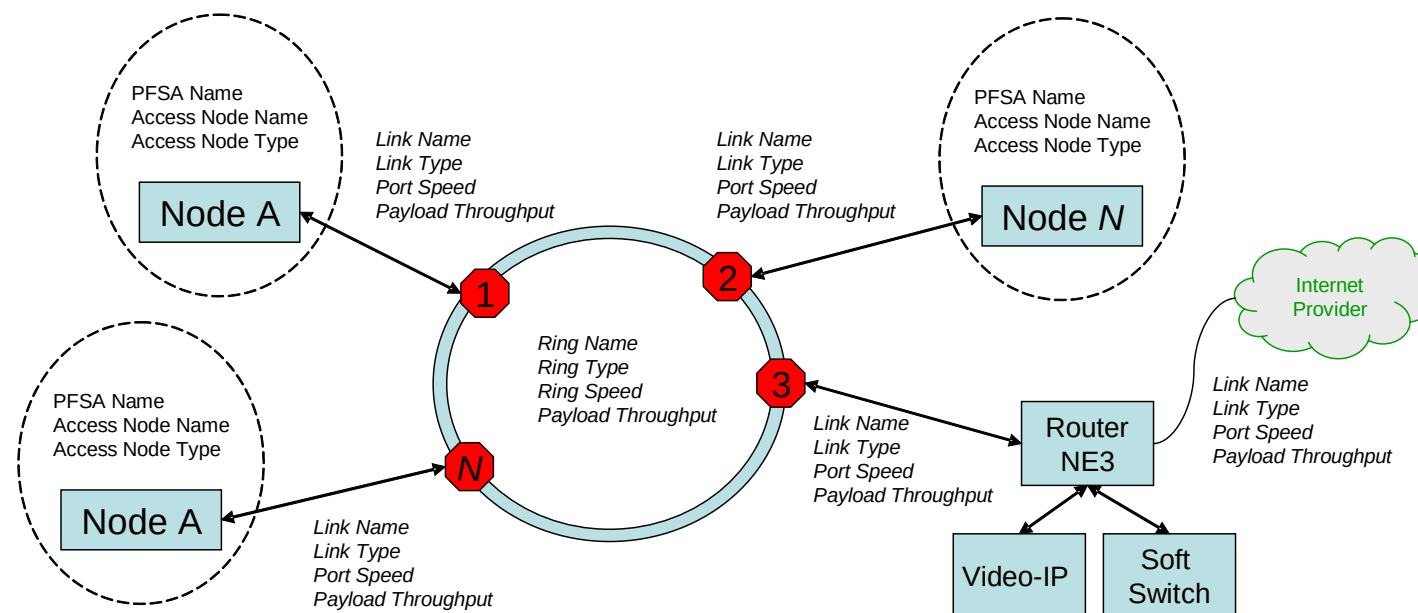 PFSA Name
Access Node Name
Access Node Type
Node A
Link Name
Link Type
Port Speed
Payload Throughput
Link Name
Link Type
Port Speed
Payload Throughput
PFSA Name
Access Node Name
Access Node Type
Node N
1
2
Internet
Provider
Ring Name
Ring Type
Ring Speed
Payload Throughput
3
PFSA Name
Access Node Name
Access Node Type
Node A
N
Link Name
Link Type
Port Speed
Payload Throughput
Link Name
Link Type
Port Speed
Payload Throughput
Router
NE3
Link Name
Link Type
Port Speed
Payload Throughput
Video-IP
Soft
Switch